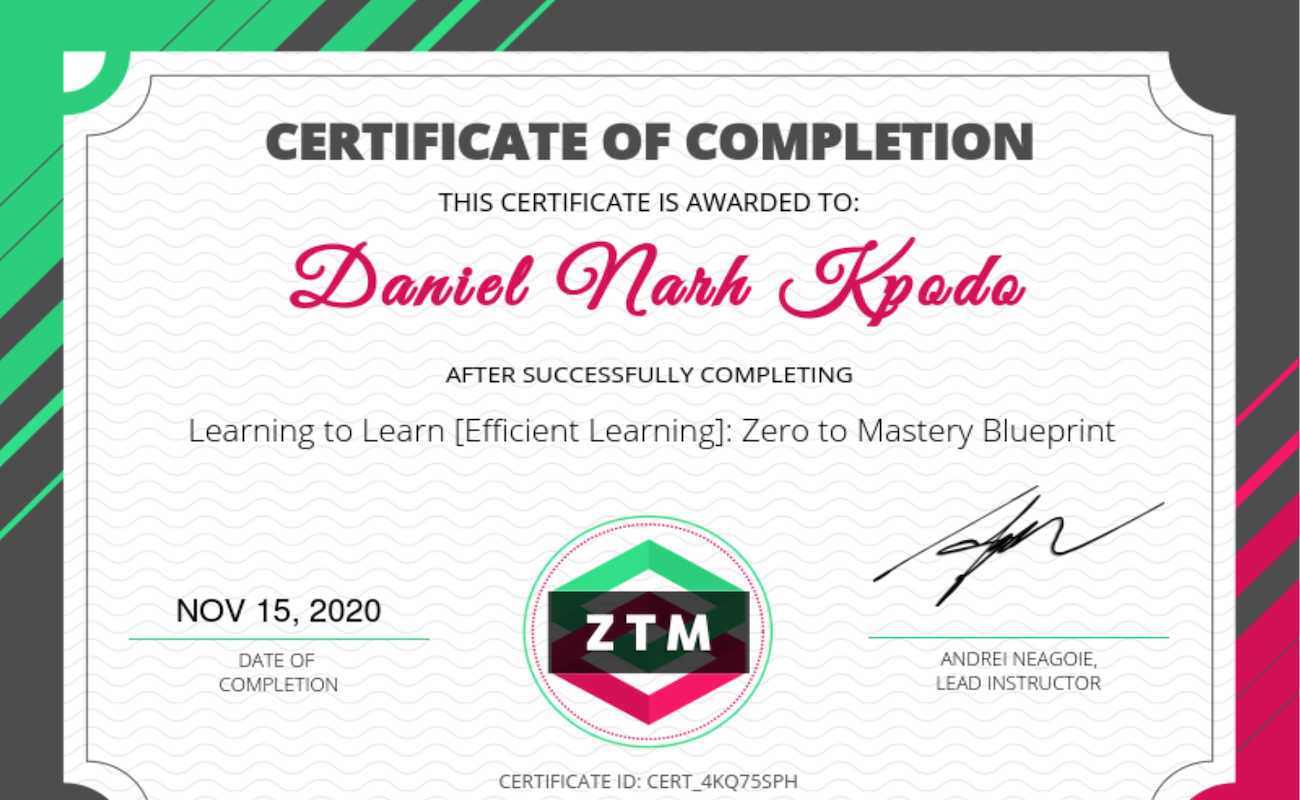 CERTIFICATE OF COMPLETION
THIS CERTIFICATE IS AWARDED TO:
Daniel Narh Kpodo
AFTER SUCCESSFULLY COMPLETING
Learning to Learn [Efficient Learning]: Zero to Mastery Blueprint
NOV 15, 2020
DATE OF
COMPLETION
ZTM
ANDREI NEAGOIE,
LEAD INSTRUCTOR
CERTIFICATE ID: CERT_4KQ75SPH